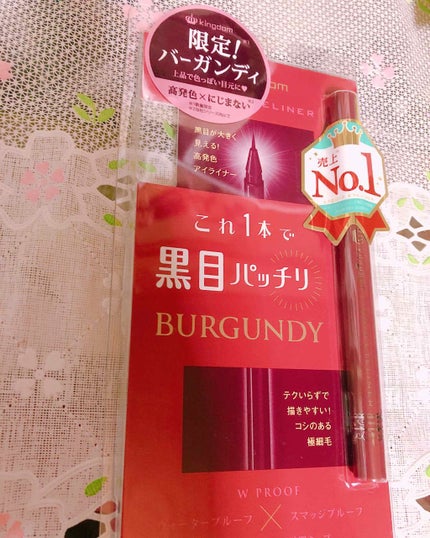 kingdom
限定!
バーガンディ
上品で色っぽい目元に♥
高発色×にじまない
黒目が大きく
見える!
高発色
アイライナー
売上
No.1
これ1本で
黒目パッチリ
BURGUNDY
テクいらずで
描きやすい!
コシのある
極細毛
W PROOF
ウォータープルーフ×スマッジプルーフ